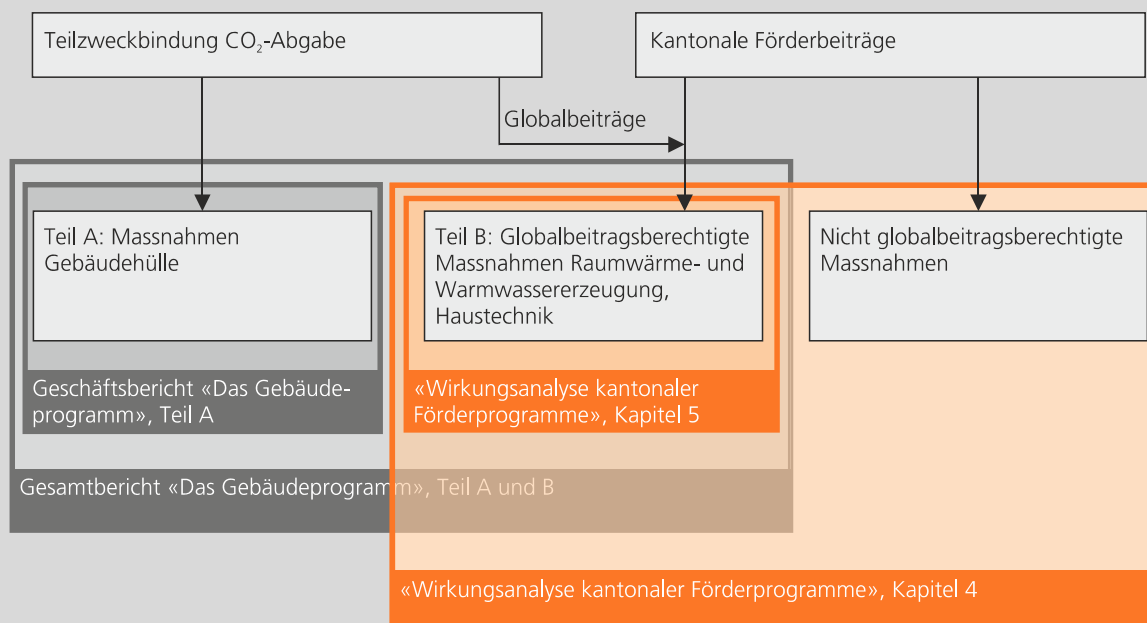 Teilzweckbindung CO₂-Abgabe
Kantonale Förderbeiträge
Globalbeiträge
Teil A: Massnahmen
Gebäudehülle
Teil B: Globalbeitragsberechtigte
Massnahmen Raumwärme- und
Warmwassererzeugung,
Haustechnik
Nicht globalbeitragsberechtigte
Massnahmen
Geschäftsbericht «Das Gebäude-
programm», Teil A
«Wirkungsanalyse kantonaler
Förderprogramme», Kapitel 5
Gesamtbericht «Das Gebäudeprogramm», Teil A und B
«Wirkungsanalyse kantonaler Förderprogramme», Kapitel 4